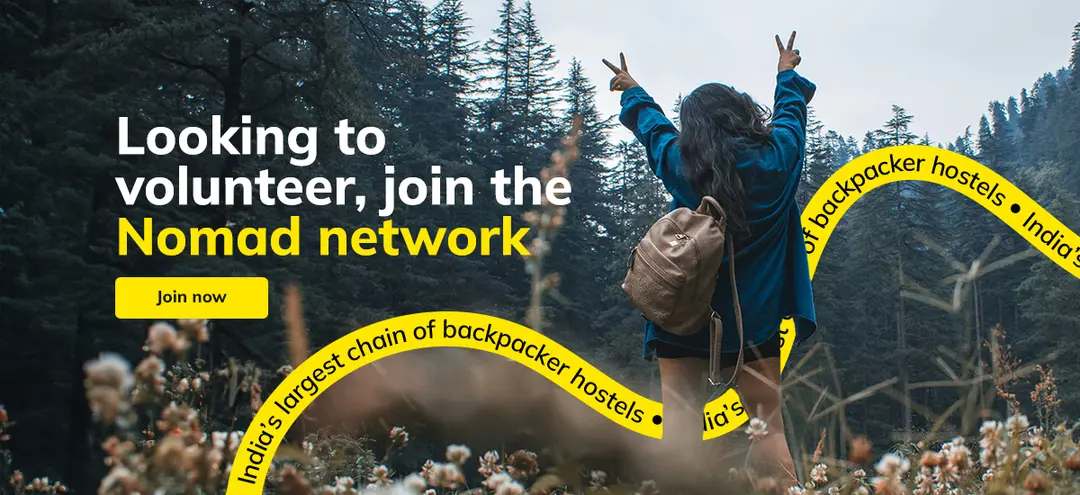 Looking to
volunteer, join the
Nomad network
Join now
India's largest chain of backpacker hostels •
of backpacker hostels • India's